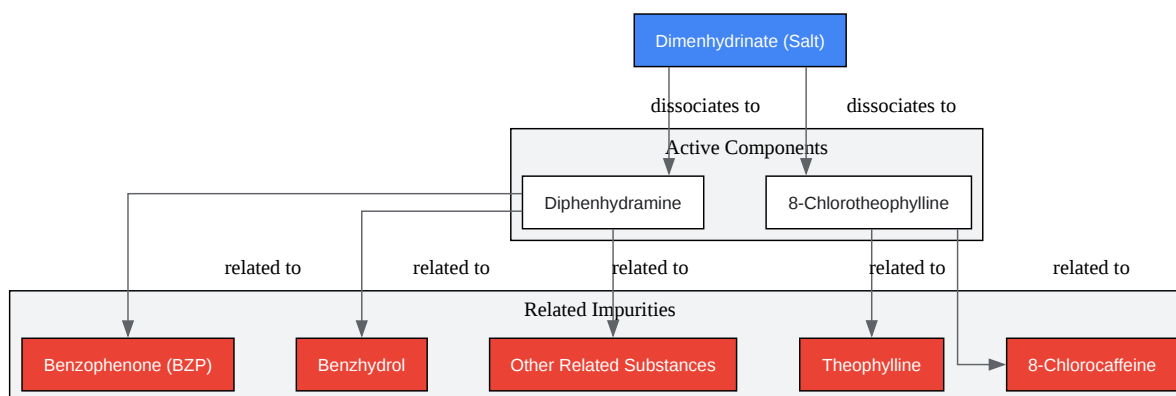 Dimenhydrinate (Salt)
dissociates to
dissociates to
Active Components
Diphenhydramine
8-Chlorotheophylline
related to
related to
related to
related to
related to
Related Impurities
Benzophenone (BZP)
Benzhydrol
Other Related Substances
Theophylline
8-Chlorocaffeine